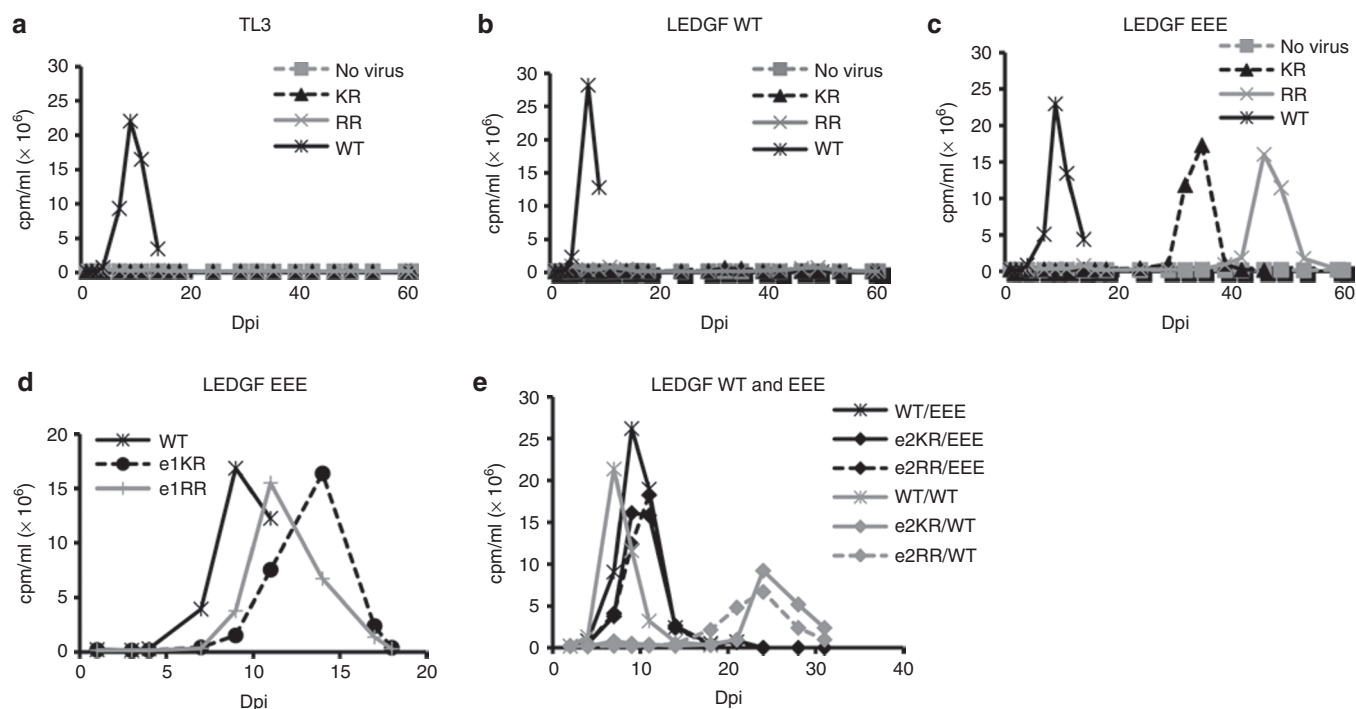 a
TL3
30
25
20
15
10
5
0
cpm/ml (× 10⁶)
0 20 40 60
Dpi
No virus
KR
RR
WT
b
LEDGF WT
30
25
20
15
10
5
0
cpm/ml (× 10⁶)
0 20 40 60
Dpi
No virus
KR
RR
WT
c
LEDGF EEE
30
25
20
15
10
5
0
cpm/ml (× 10⁶)
0 20 40 60
Dpi
No virus
KR
RR
WT
d
LEDGF EEE
20
15
10
5
0
cpm/ml (× 10⁶)
0 5 10 15 20
Dpi
WT
e1KR
e1RR
e
LEDGF WT and EEE
30
25
20
15
10
5
0
cpm/ml (× 10⁶)
0 10 20 30 40
Dpi
WT/EEE
e2KR/EEE
e2RR/EEE
WT/WT
e2KR/WT
e2RR/WT